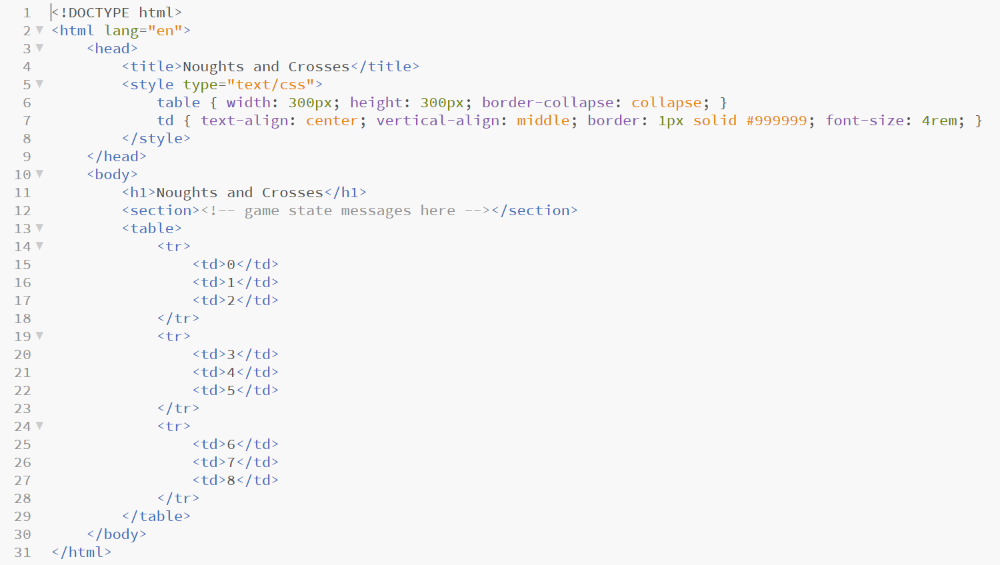 1 <!DOCTYPE html>
2 <html lang="en">
3     <head>
4         <title>Noughts and Crosses</title>
5         <style type="text/css">
6             table { width: 300px; height: 300px; border-collapse: collapse; }
7             td { text-align: center; vertical-align: middle; border: 1px solid #999999; font-size: 4rem; }
8         </style>
9     </head>
10     <body>
11         <h1>Noughts and Crosses</h1>
12         <section><!-- game state messages here --></section>
13         <table>
14             <tr>
15                 <td>0</td>
16                 <td>1</td>
17                 <td>2</td>
18             </tr>
19             <tr>
20                 <td>3</td>
21                 <td>4</td>
22                 <td>5</td>
23             </tr>
24             <tr>
25                 <td>6</td>
26                 <td>7</td>
27                 <td>8</td>
28             </tr>
29         </table>
30     </body>
31 </html>